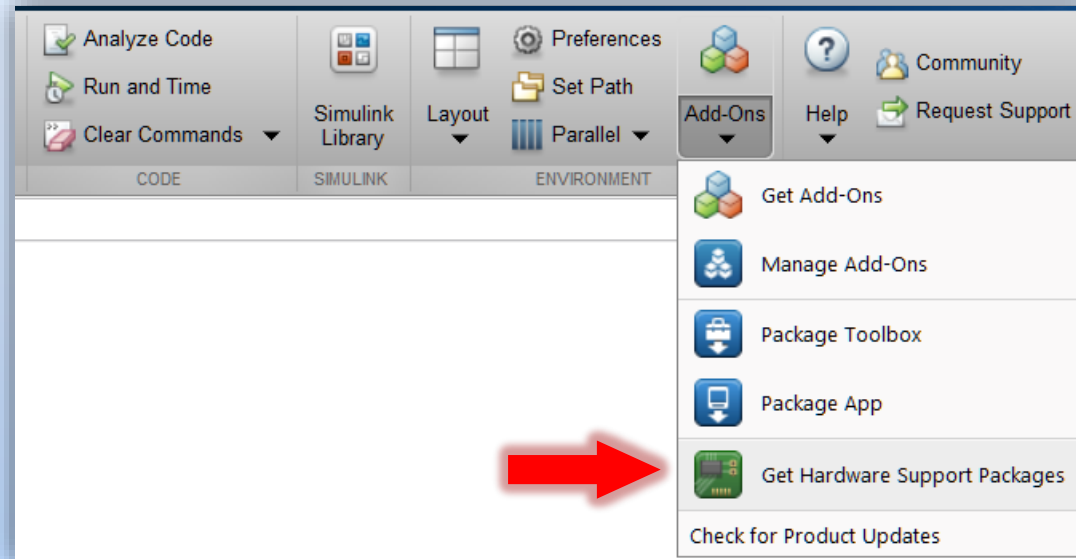 Analyze Code
Run and Time
Clear Commands
CODE
Simulink
Library
SIMULINK
Layout
Preferences
Set Path
Parallel
ENVIRONMENT
Add-Ons
Help
?
Community
Request Support
Get Add-Ons
Manage Add-Ons
Package Toolbox
Package App
Get Hardware Support Packages
Check for Product Updates